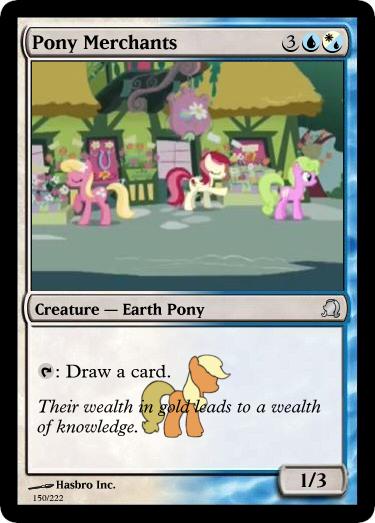 Pony Merchants 3
Creature — Earth Pony
: Draw a card.
Their wealth in gold leads to a wealth
of knowledge.
Hasbro Inc.
1/3
150/222